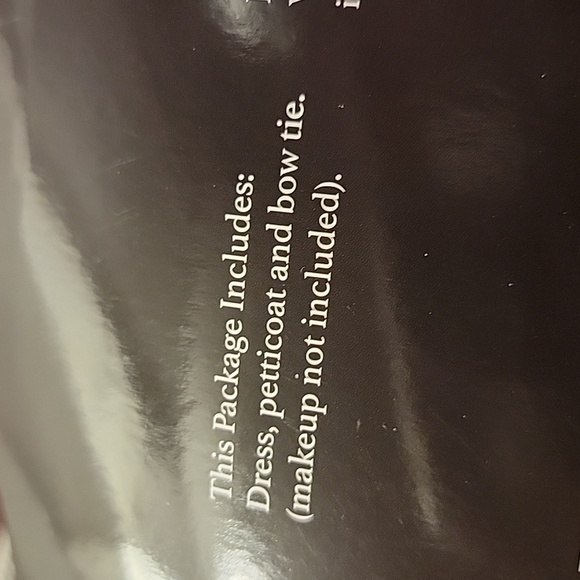 This Package Includes:
Dress, petticoat and bow tie.
(makeup not included).